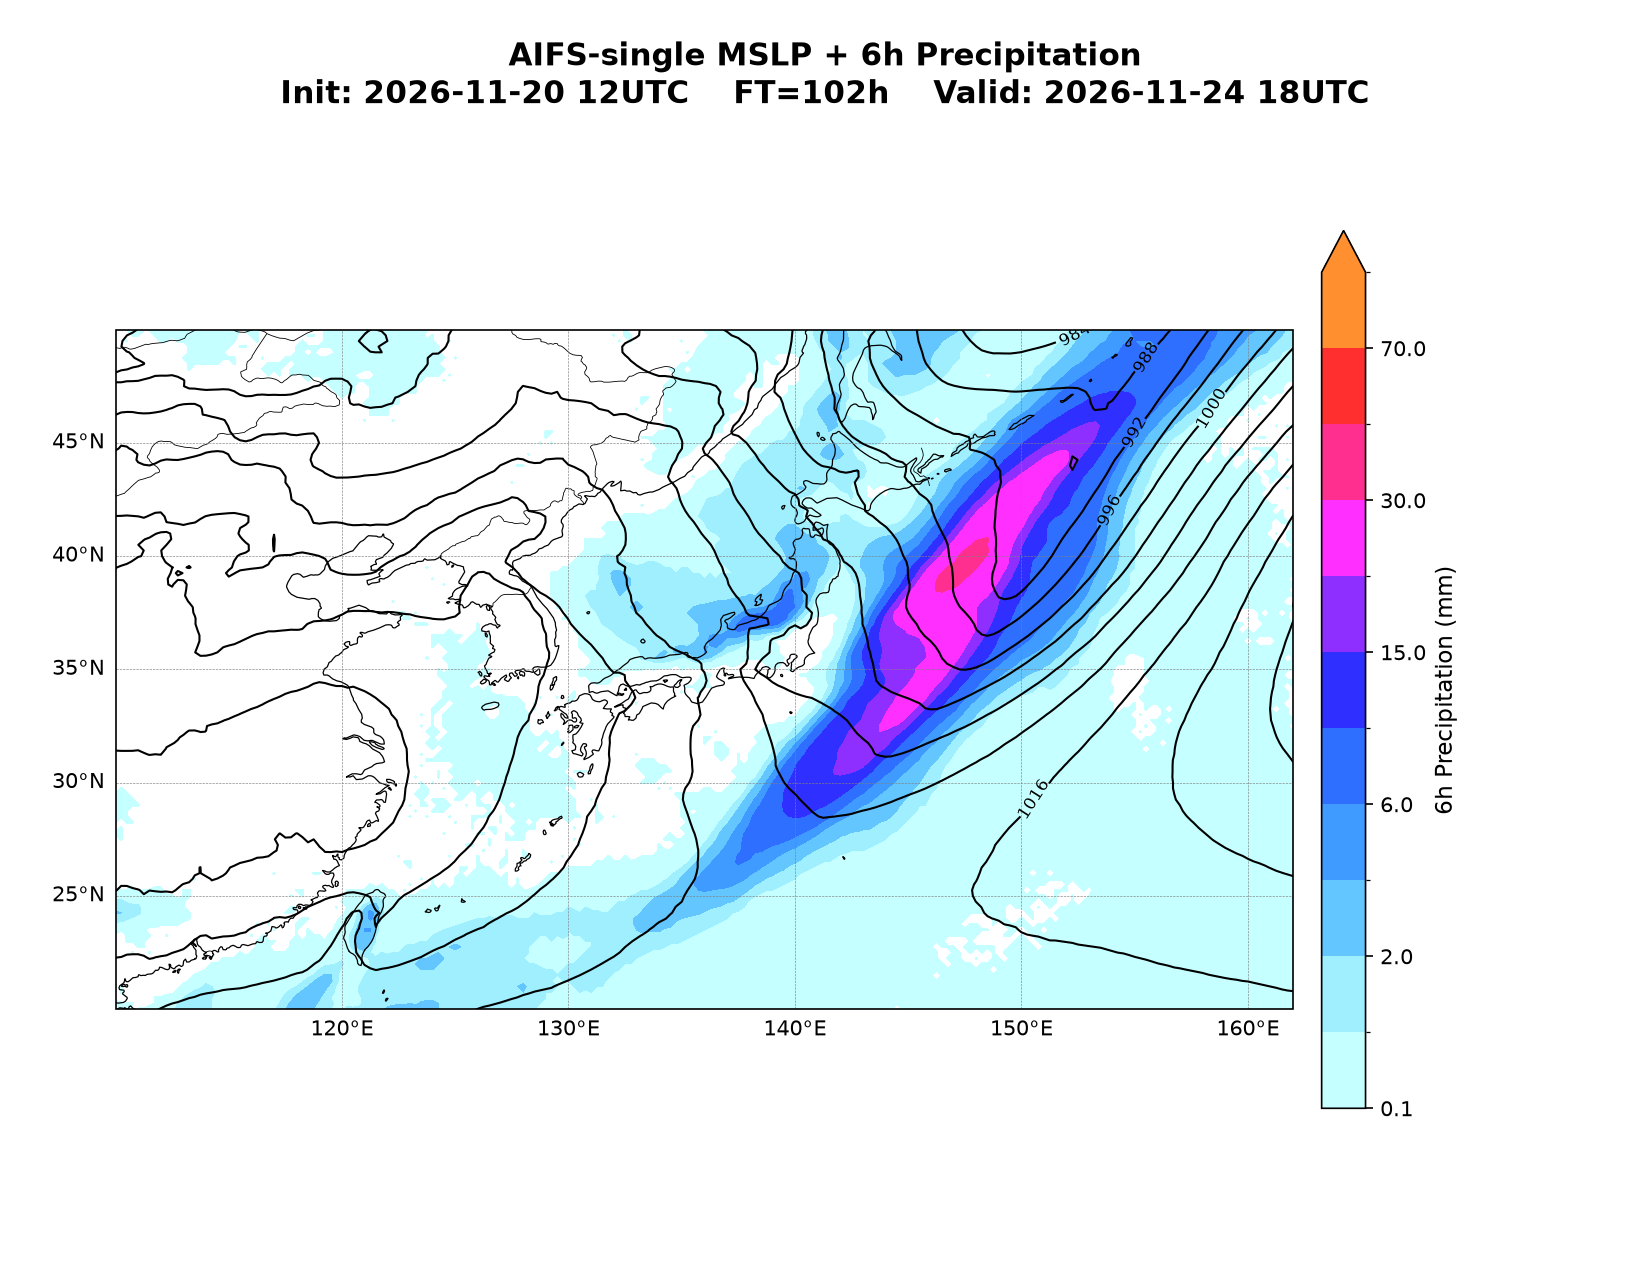 AIFS-single MSLP + 6h Precipitation
Init: 2026-11-20 12UTC    FT=102h    Valid: 2026-11-24 18UTC
984
988
992
996
1000
1016
45°N
40°N
35°N
30°N
25°N
120°E
130°E
140°E
150°E
160°E
70.0
30.0
15.0
6.0
2.0
0.1
6h Precipitation (mm)